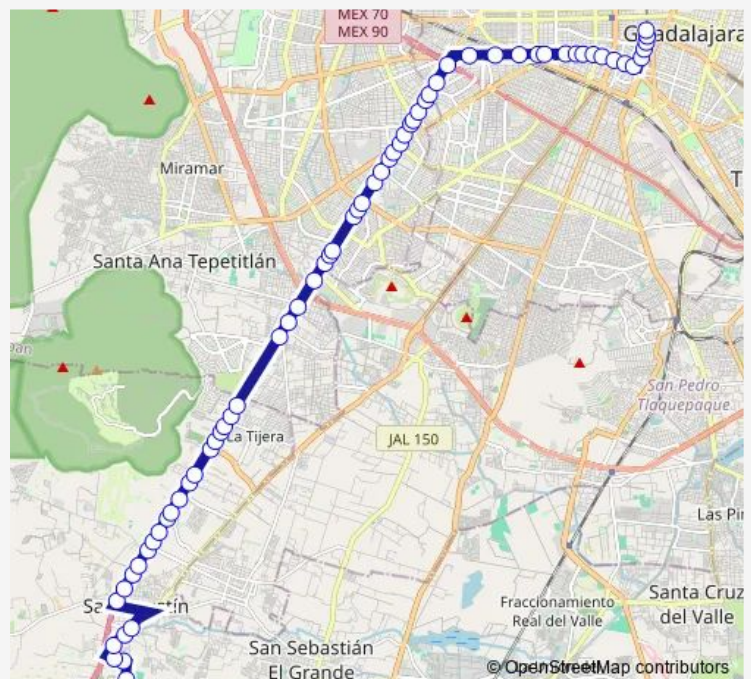 MEX 70
MEX 90
Guadalajara
Miramar
Santa Ana Tepetitlán
San Pedro
Tlaquepaque
La Tijera
JAL 150
Las Pin
Fraccionamiento
Real del Valle
Santa Cruz
del Valle
San Sebastián
El Grande
© OpenStreetMap contributors